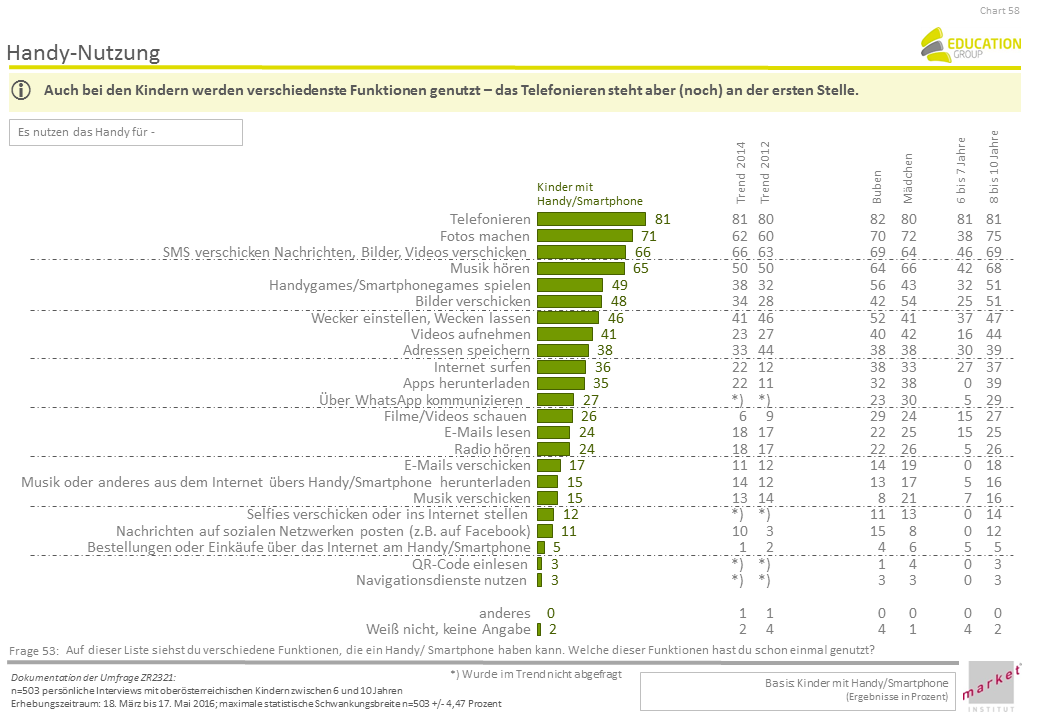 Chart 58
Handy-Nutzung
EDUCATION
GROUP
Auch bei den Kindern werden verschiedenste Funktionen genutzt – das Telefonieren steht aber (noch) an der ersten Stelle.
Es nutzen das Handy für -
Kinder mit
Handy/Smartphone
Trend 2014
Trend 2012
Buben
Mädchen
6 bis 7 Jahre
8 bis 10 Jahre
Telefonieren 81 81 80 82 80 81 81
Fotos machen 71 62 60 70 72 38 75
SMS verschicken Nachrichten, Bilder, Videos verschicken 66 66 63 69 64 46 69
Musik hören 65 50 50 64 66 42 68
Handygames/Smartphonegames spielen 49 38 32 56 43 32 51
Bilder verschicken 48 34 28 42 54 25 51
Wecker einstellen, Wecken lassen 46 41 46 52 41 37 47
Videos aufnehmen 41 23 27 40 42 16 44
Adressen speichern 38 33 44 38 38 30 39
Internet surfen 36 22 12 38 33 27 37
Apps herunterladen 35 22 11 32 38 0 39
Über WhatsApp kommunizieren 27 *) *) 23 30 5 29
Filme/Videos schauen 26 6 9 29 24 15 27
E-Mails lesen 24 18 17 22 25 15 25
Radio hören 24 18 17 22 26 5 26
E-Mails verschicken 17 11 12 14 19 0 18
Musik oder anderes aus dem Internet übers Handy/Smartphone herunterladen 15 14 12 13 17 5 16
Musik verschicken 15 13 14 8 21 7 16
Selfies verschicken oder ins Internet stellen 12 *) *) 11 13 0 14
Nachrichten auf sozialen Netzwerken posten (z.B. auf Facebook) 11 10 3 15 8 0 12
Bestellungen oder Einkäufe über das Internet am Handy/Smartphone 5 1 2 4 6 5 5
QR-Code einlesen 3 *) *) 1 4 0 3
Navigationsdienste nutzen 3 *) *) 3 3 0 3
anderes 0 1 1 0 0 0 0
Weiß nicht, keine Angabe 2 2 4 4 1 4 2
Frage 53: Auf dieser Liste siehst du verschiedene Funktionen, die ein Handy/ Smartphone haben kann. Welche dieser Funktionen hast du schon einmal genutzt?
*) Wurde im Trend nicht abgefragt
Dokumentation der Umfrage ZR2321:
n=503 persönliche Interviews mit oberösterreichischen Kindern zwischen 6 und 10 Jahren
Erhebungszeitraum: 18. März bis 17. Mai 2016; maximale statistische Schwankungsbreite n=503 +/- 4,47 Prozent
Basis: Kinder mit Handy/Smartphone
(Ergebnisse in Prozent)
market
INSTITUT